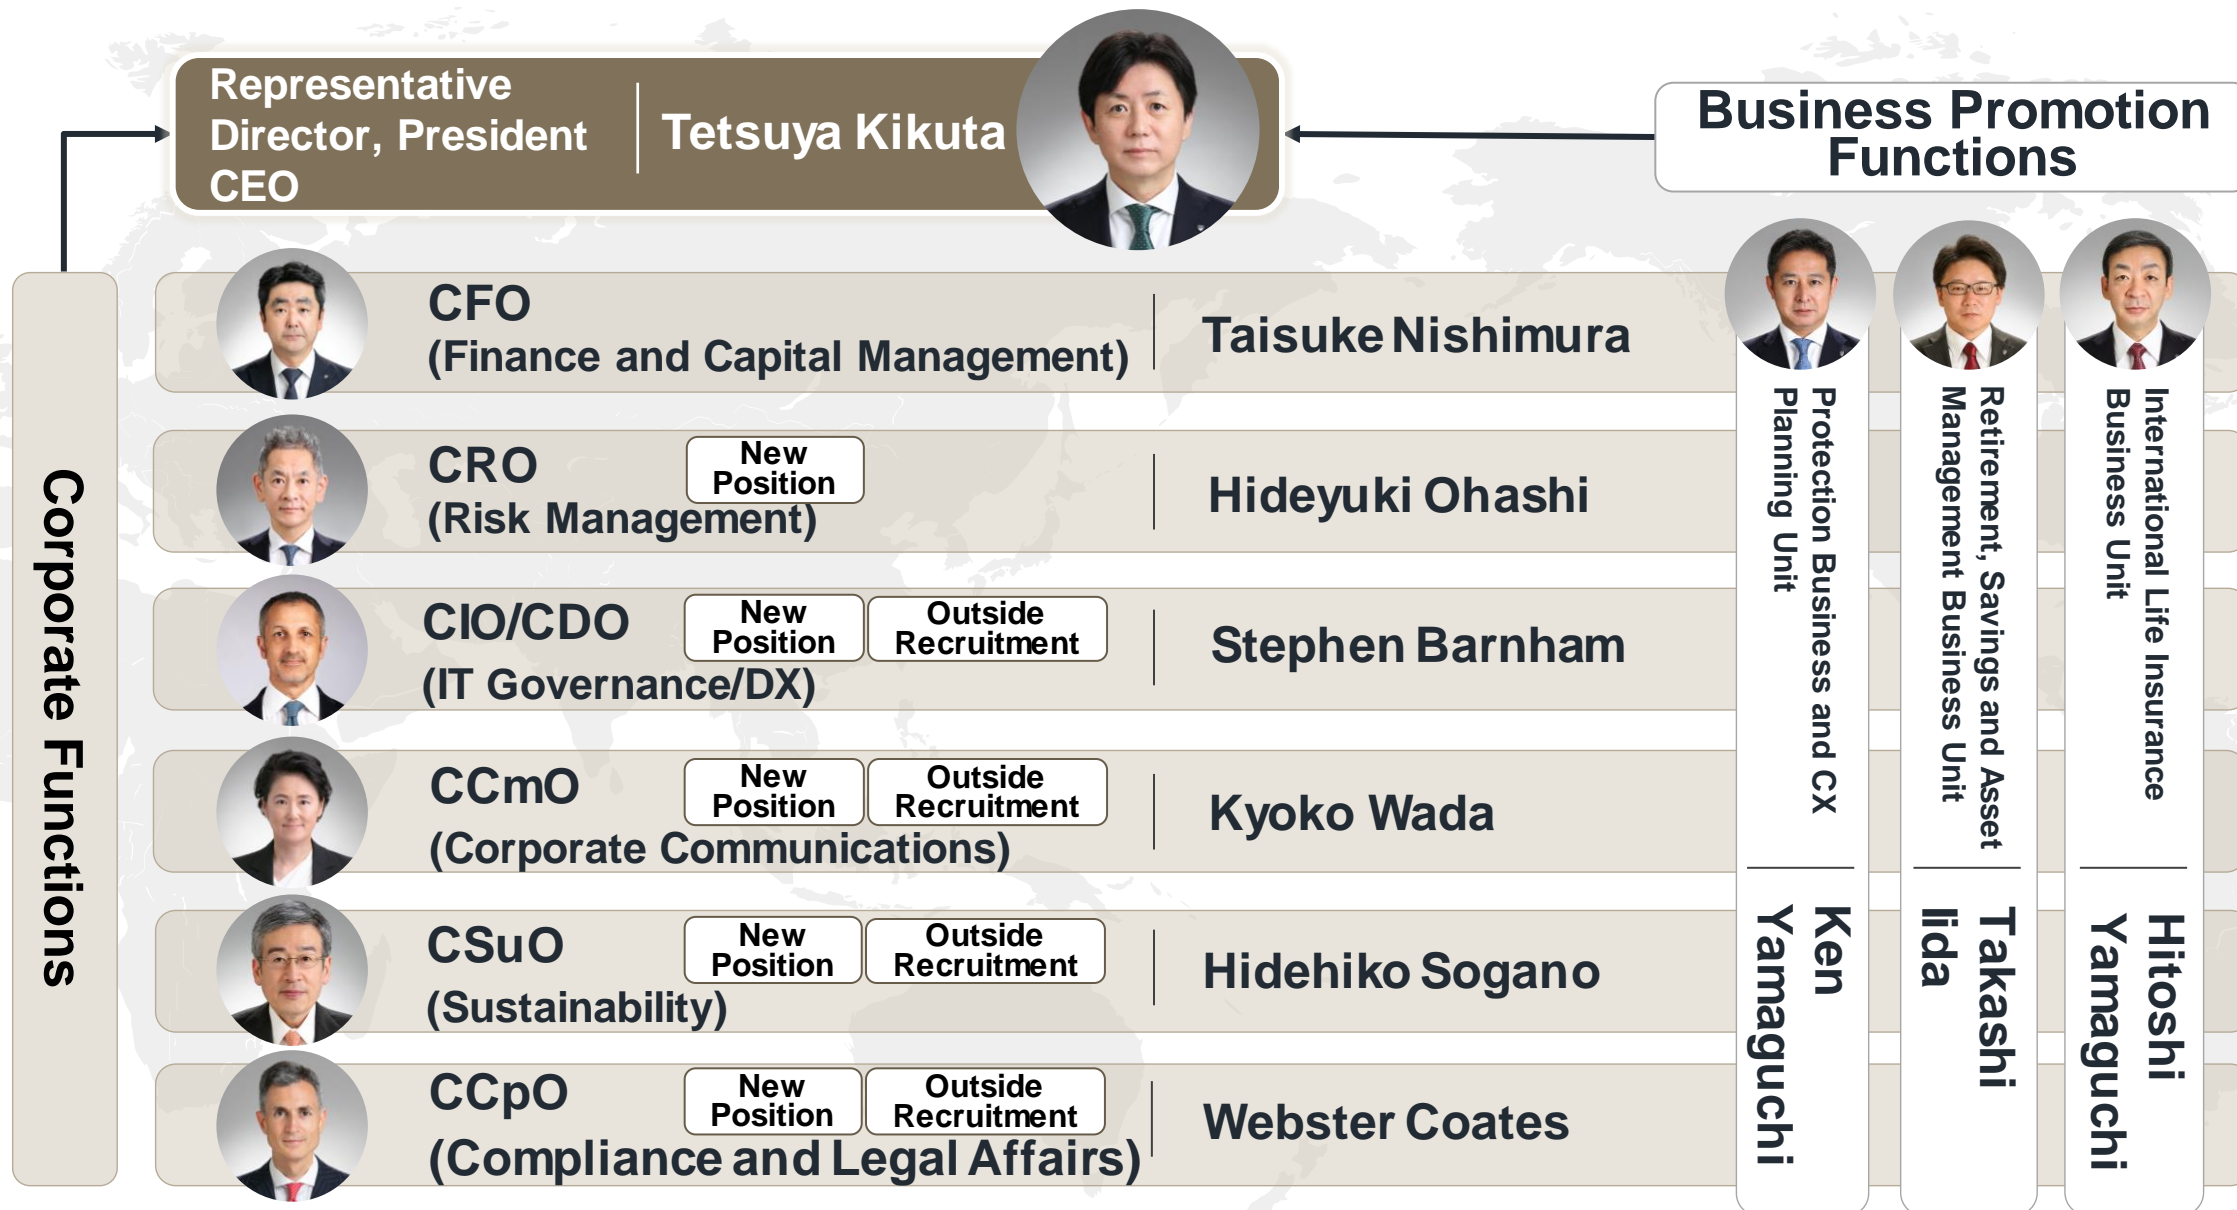 Representative
Director, President
CEO
Tetsuya Kikuta
Business Promotion
Functions
Corporate Functions
CFO
(Finance and Capital Management)
Taisuke Nishimura
CRO
New
Position
(Risk Management)
Hideyuki Ohashi
CIO/CDO
New
Position
Outside
Recruitment
(IT Governance/DX)
Stephen Barnham
CCmO
New
Position
Outside
Recruitment
(Corporate Communications)
Kyoko Wada
CSuO
New
Position
Outside
Recruitment
(Sustainability)
Hidehiko Sogano
CCpO
New
Position
Outside
Recruitment
(Compliance and Legal Affairs)
Webster Coates
Protection Business and CX
Planning Unit
Ken
Yamaguchi
Retirement, Savings and Asset
Management Business Unit
Takashi
Iida
International Life Insurance
Business Unit
Hitoshi
Yamaguchi